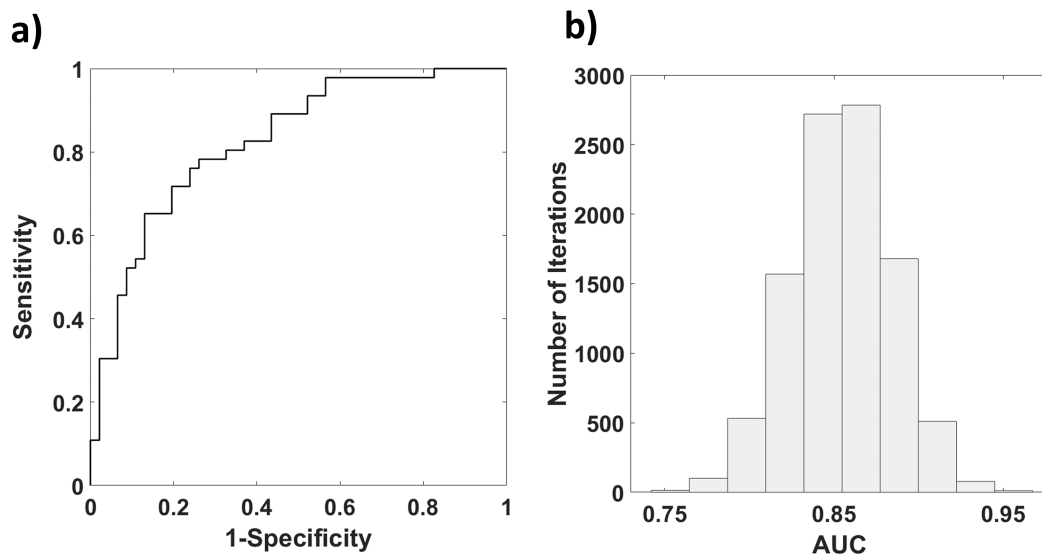 a)
1
0.8
0.6
0.4
0.2
0
Sensitivity
0 0.2 0.4 0.6 0.8 1
1-Specificity
b)
3000
2500
2000
1500
1000
500
0
Number of Iterations
0.75 0.85 0.95
AUC